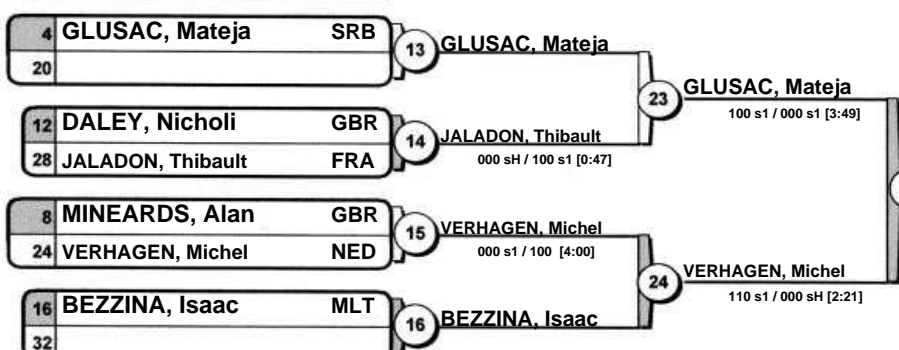 4 GLUSAC, Mateja SRB
20
13 GLUSAC, Mateja
23 GLUSAC, Mateja
100 s1 / 000 s1 [3:49]
12 DALEY, Nicholi GBR
28 JALADON, Thibault FRA
14 JALADON, Thibault
000 sH / 100 s1 [0:47]
8 MINEARDS, Alan GBR
24 VERHAGEN, Michel NED
15 VERHAGEN, Michel
000 s1 / 100 [4:00]
24 VERHAGEN, Michel
110 s1 / 000 sH [2:21]
16 BEZZINA, Isaac MLT
32
16 BEZZINA, Isaac